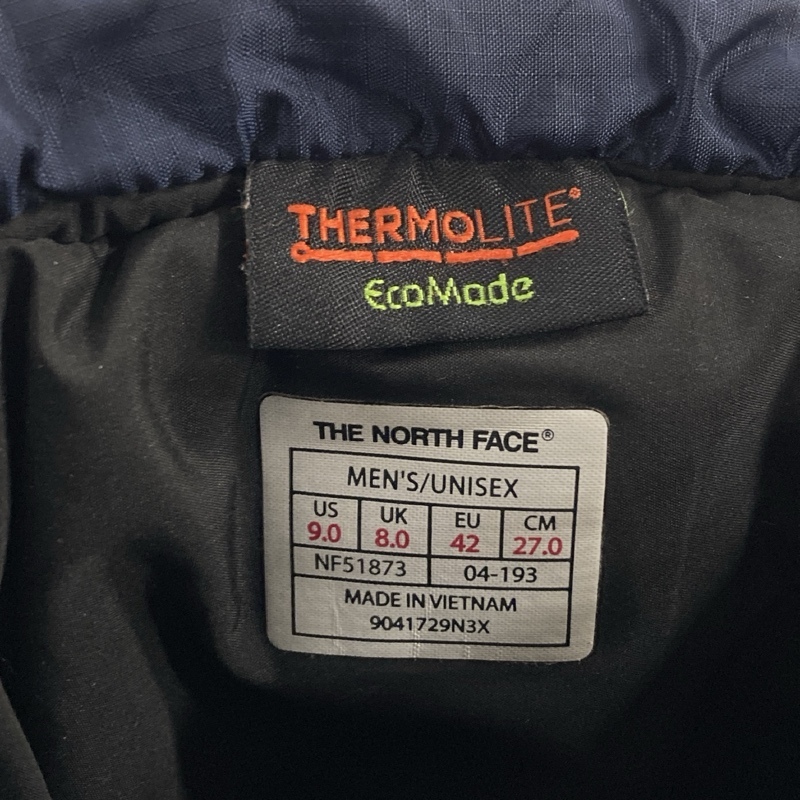 THERMOLITE®
EcoMade
THE NORTH FACE®
MEN'S/UNISEX
US UK EU CM
9.0 8.0 42 27.0
NF51873 04-193
MADE IN VIETNAM
9041729N3X